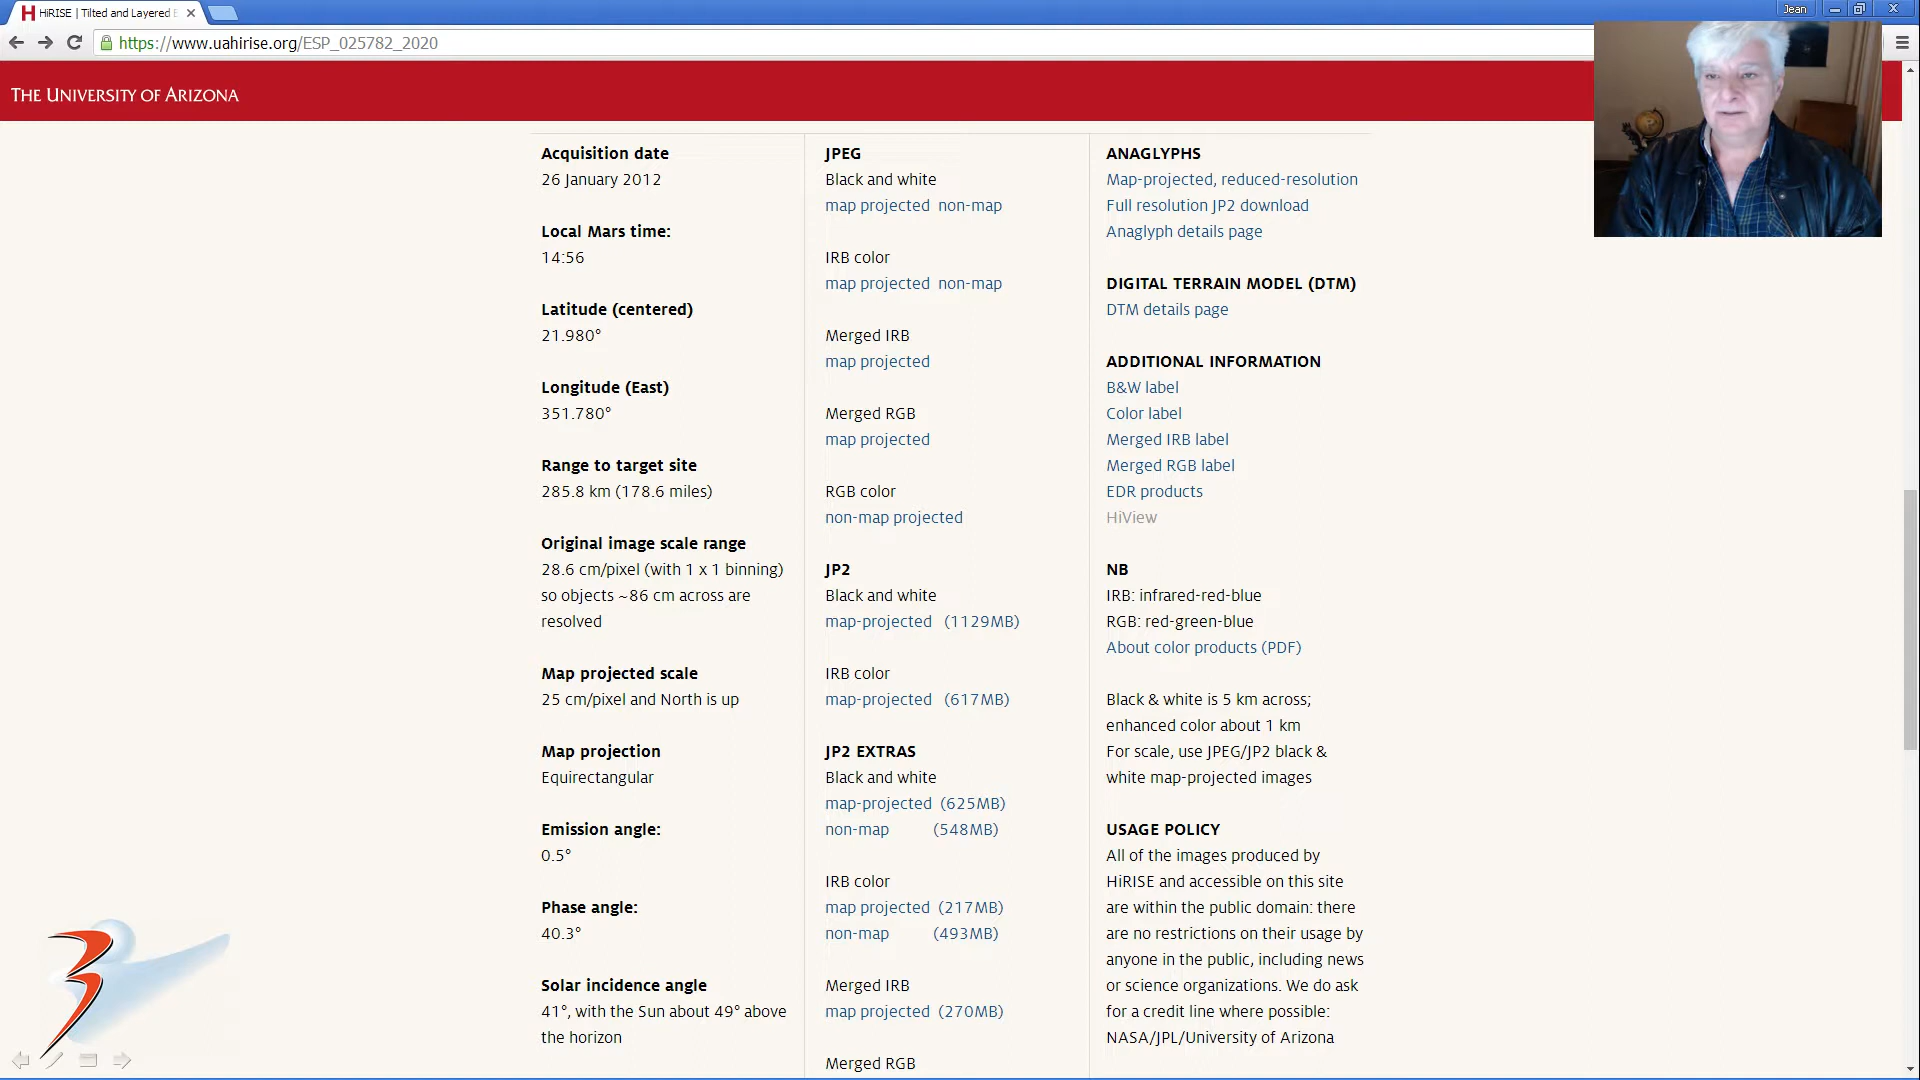 HiRISE | Tilted and Layered
Jean
https://www.uahirise.org/ESP_025782_2020
THE UNIVERSITY OF ARIZONA
Acquisition date
26 January 2012
Local Mars time:
14:56
Latitude (centered)
21.980°
Longitude (East)
351.780°
Range to target site
285.8 km (178.6 miles)
Original image scale range
28.6 cm/pixel (with 1 x 1 binning)
so objects ~86 cm across are
resolved
Map projected scale
25 cm/pixel and North is up
Map projection
Equirectangular
Emission angle:
0.5°
Phase angle:
40.3°
Solar incidence angle
41°, with the Sun about 49° above
the horizon
JPEG
Black and white
map projected non-map
IRB color
map projected non-map
Merged IRB
map projected
Merged RGB
map projected
RGB color
non-map projected
JP2
Black and white
map-projected (1129MB)
IRB color
map-projected (617MB)
JP2 EXTRAS
Black and white
map-projected (625MB)
non-map (548MB)
IRB color
map projected (217MB)
non-map (493MB)
Merged IRB
map projected (270MB)
Merged RGB
ANAGLYPHS
Map-projected, reduced-resolution
Full resolution JP2 download
Anaglyph details page
DIGITAL TERRAIN MODEL (DTM)
DTM details page
ADDITIONAL INFORMATION
B&W label
Color label
Merged IRB label
Merged RGB label
EDR products
HiView
NB
IRB: infrared-red-blue
RGB: red-green-blue
About color products (PDF)
Black & white is 5 km across;
enhanced color about 1 km
For scale, use JPEG/JP2 black &
white map-projected images
USAGE POLICY
All of the images produced by
HiRISE and accessible on this site
are within the public domain: there
are no restrictions on their usage by
anyone in the public, including news
or science organizations. We do ask
for a credit line where possible:
NASA/JPL/University of Arizona